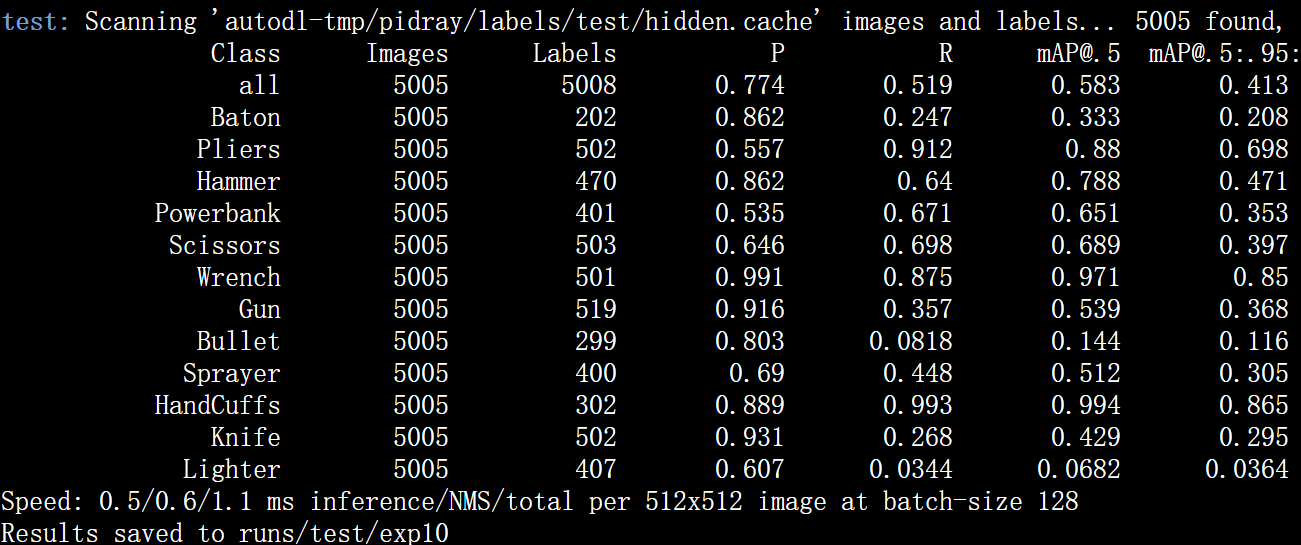 test: Scanning 'autodl-tmp/pidray/labels/test/hidden.cache' images and labels... 5005 found,
Class Images Labels P R mAP@.5 mAP@.5:.95:
all 5005 5008 0.774 0.519 0.583 0.413
Baton 5005 202 0.862 0.247 0.333 0.208
Pliers 5005 502 0.557 0.912 0.88 0.698
Hammer 5005 470 0.862 0.64 0.788 0.471
Powerbank 5005 401 0.535 0.671 0.651 0.353
Scissors 5005 503 0.646 0.698 0.689 0.397
Wrench 5005 501 0.991 0.875 0.971 0.85
Gun 5005 519 0.916 0.357 0.539 0.368
Bullet 5005 299 0.803 0.0818 0.144 0.116
Sprayer 5005 400 0.69 0.448 0.512 0.305
HandCuffs 5005 302 0.889 0.993 0.994 0.865
Knife 5005 502 0.931 0.268 0.429 0.295
Lighter 5005 407 0.607 0.0344 0.0682 0.0364
Speed: 0.5/0.6/1.1 ms inference/NMS/total per 512x512 image at batch-size 128
Results saved to runs/test/exp10